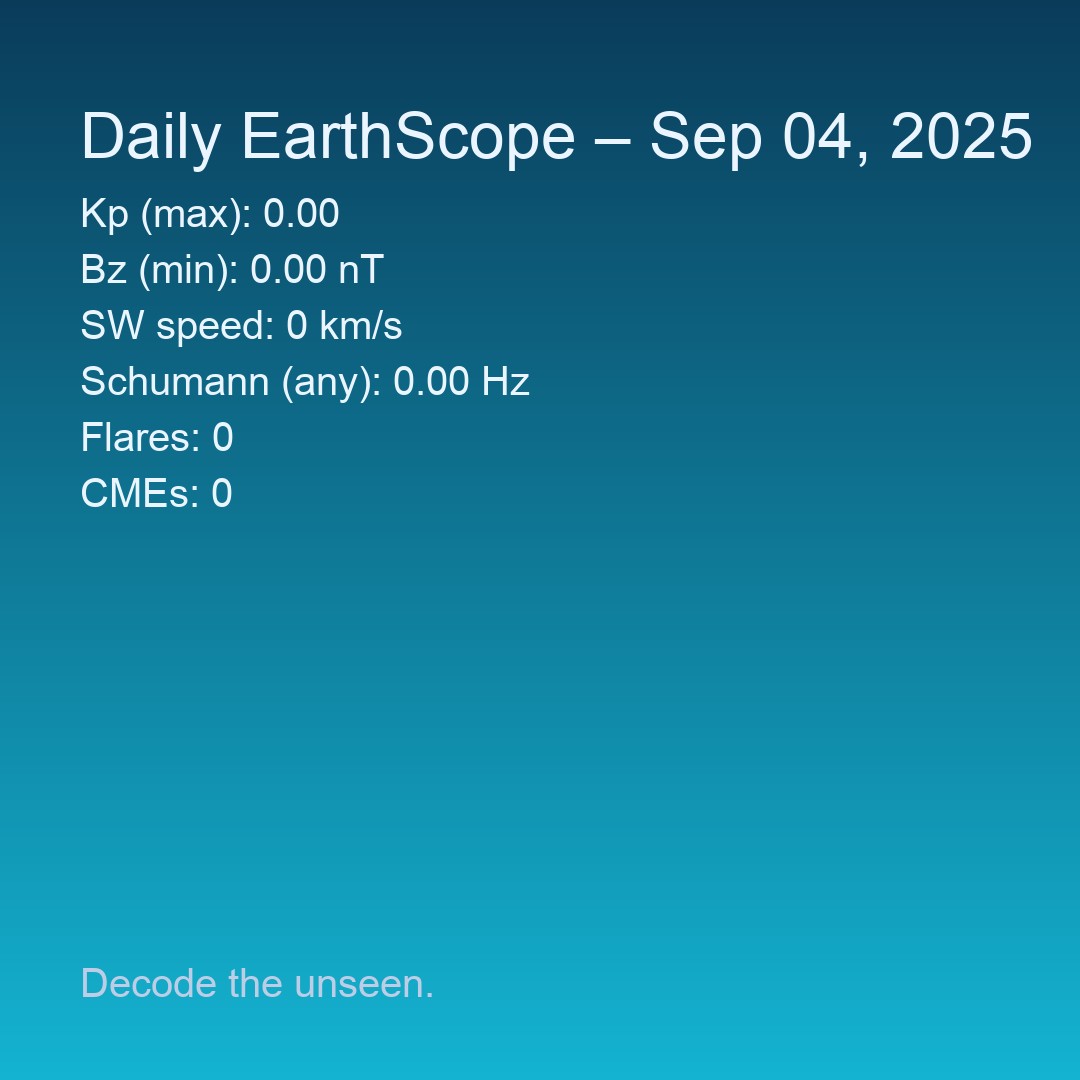 Daily EarthScope – Sep 04, 2025
Kp (max): 0.00
Bz (min): 0.00 nT
SW speed: 0 km/s
Schumann (any): 0.00 Hz
Flares: 0
CMEs: 0
Decode the unseen.